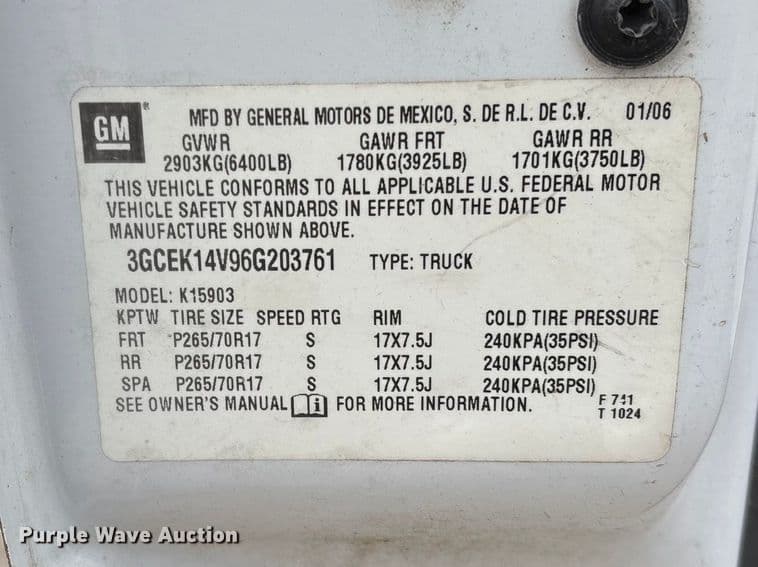 GM ® MFD BY GENERAL MOTORS DE MEXICO, S. DE R.L. DE C.V. 01/06
GVWR GAWR FRT GAWR RR
2903KG(6400LB) 1780KG(3925LB) 1701KG(3750LB)
THIS VEHICLE CONFORMS TO ALL APPLICABLE U.S. FEDERAL MOTOR
VEHICLE SAFETY STANDARDS IN EFFECT ON THE DATE OF
MANUFACTURE SHOWN ABOVE.
3GCEK14V96G203761 TYPE: TRUCK
MODEL: K15903
KPTW TIRE SIZE SPEED RTG RIM COLD TIRE PRESSURE
FRT P265/70R17 S 17X7.5J 240KPA(35PSI)
RR P265/70R17 S 17X7.5J 240KPA(35PSI)
SPA P265/70R17 S 17X7.5J 240KPA(35PSI)
SEE OWNER'S MANUAL i FOR MORE INFORMATION.
F 741
T 1024
Purple Wave Auction